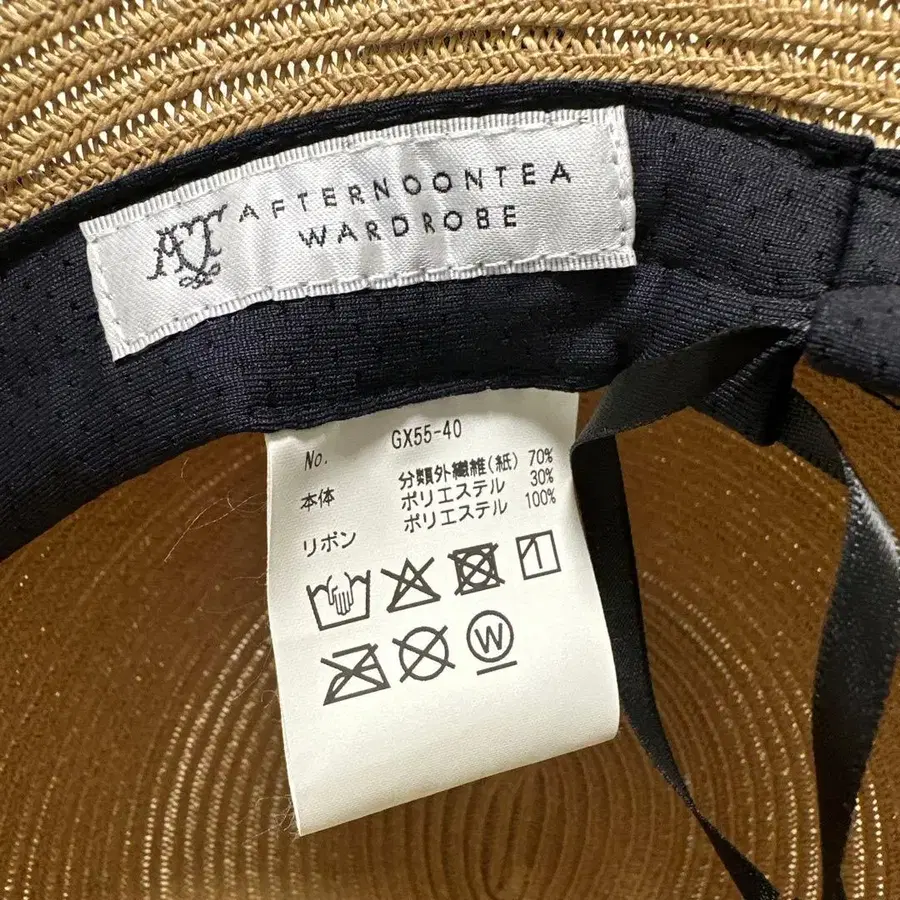 AT AFTERNOONTEA
WARDROBE
No. GX55-40
本体 分類外繊維(紙) 70%
ポリエステル 30%
リボン ポリエステル 100%
W